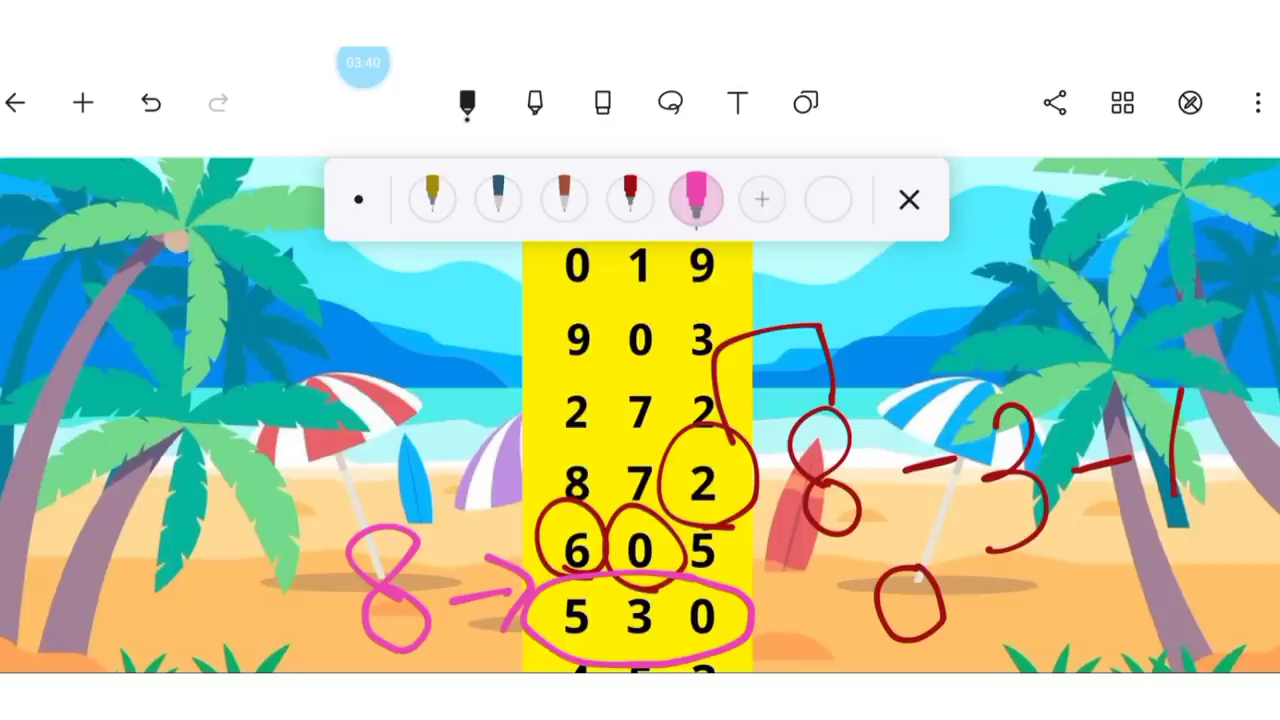 03:40
T
0 1 9
9 0 3
2 7 2
8 7 2
8 - 3 - 1
6 0 5
8 →
5 3 0
0